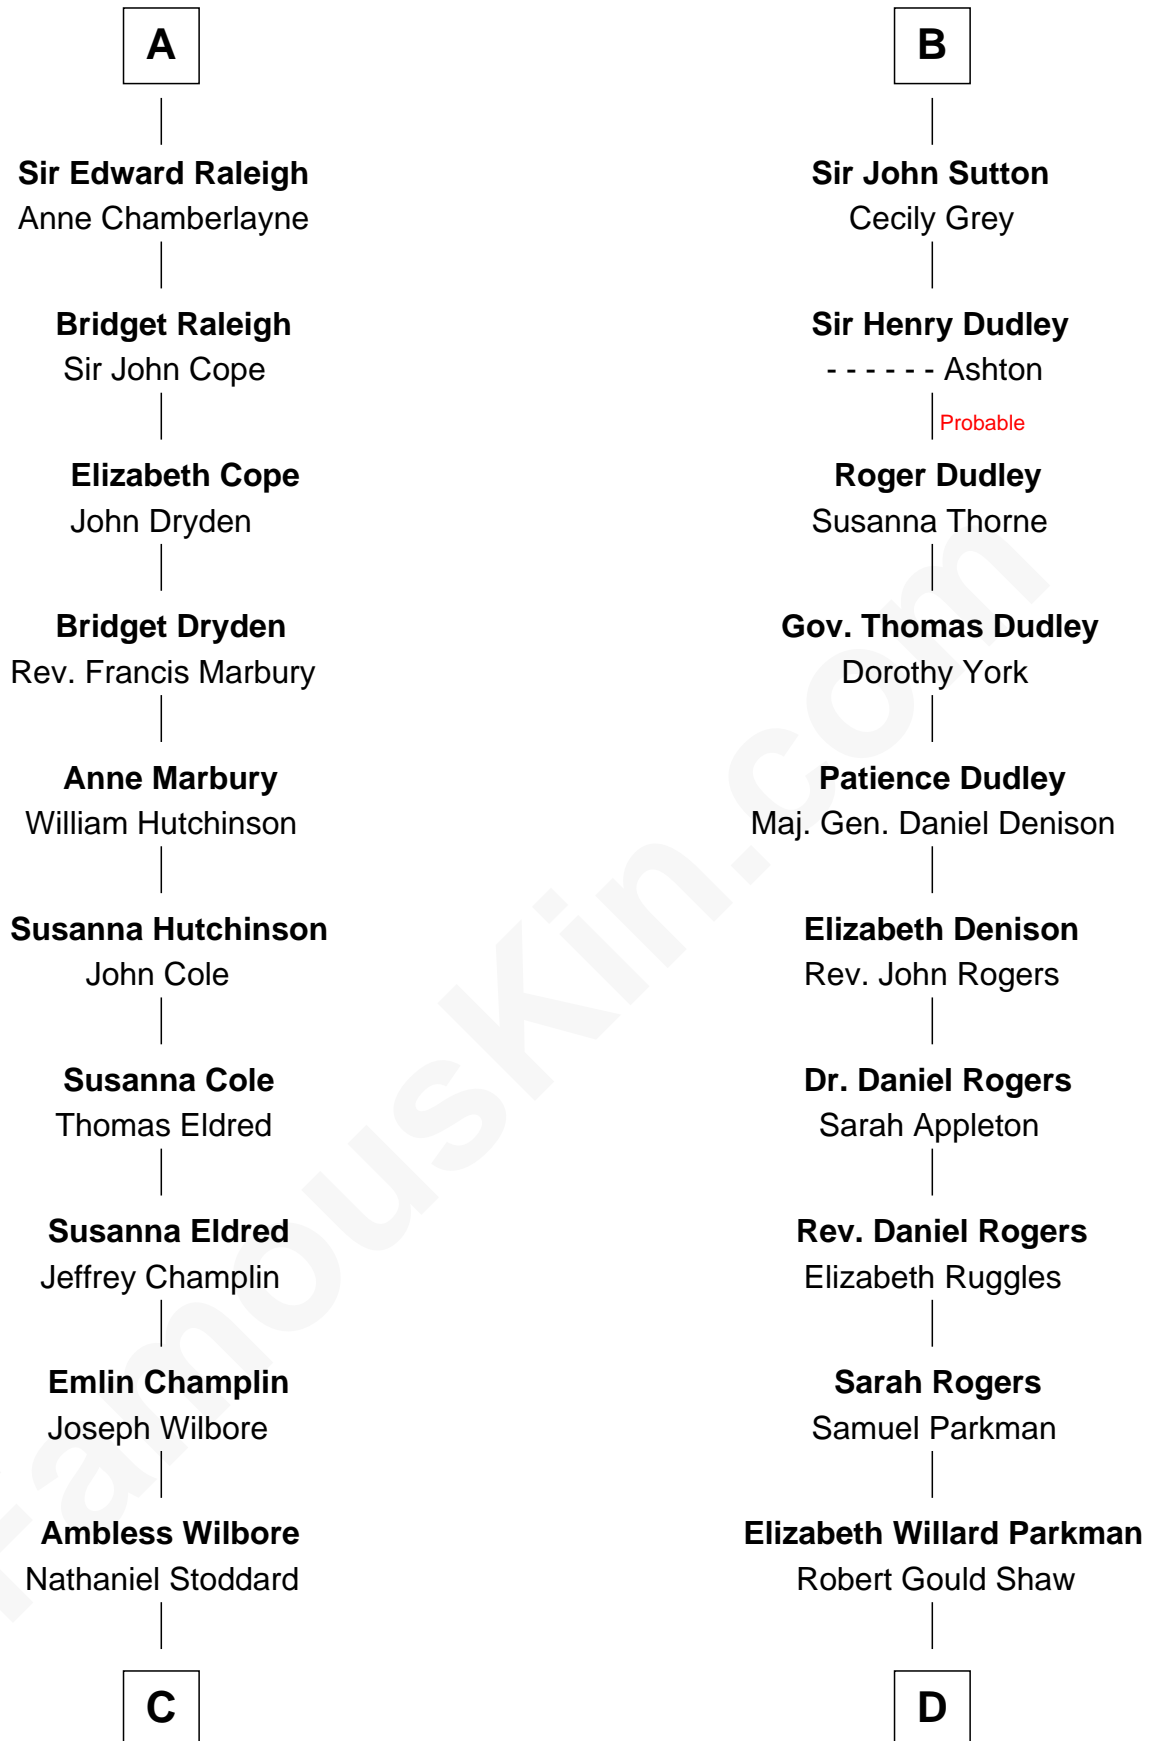 A
Sir Edward Raleigh
Anne Chamberlayne
Bridget Raleigh
Sir John Cope
Elizabeth Cope
John Dryden
Bridget Dryden
Rev. Francis Marbury
Anne Marbury
William Hutchinson
Susanna Hutchinson
John Cole
Susanna Cole
Thomas Eldred
Susanna Eldred
Jeffrey Champlin
Emlin Champlin
Joseph Wilbore
Ambless Wilbore
Nathaniel Stoddard
C
B
Sir John Sutton
Cecily Grey
Sir Henry Dudley
- - - - - - Ashton
Probable
Roger Dudley
Susanna Thorne
Gov. Thomas Dudley
Dorothy York
Patience Dudley
Maj. Gen. Daniel Denison
Elizabeth Denison
Rev. John Rogers
Dr. Daniel Rogers
Sarah Appleton
Rev. Daniel Rogers
Elizabeth Ruggles
Sarah Rogers
Samuel Parkman
Elizabeth Willard Parkman
Robert Gould Shaw
D
FamousKin.com